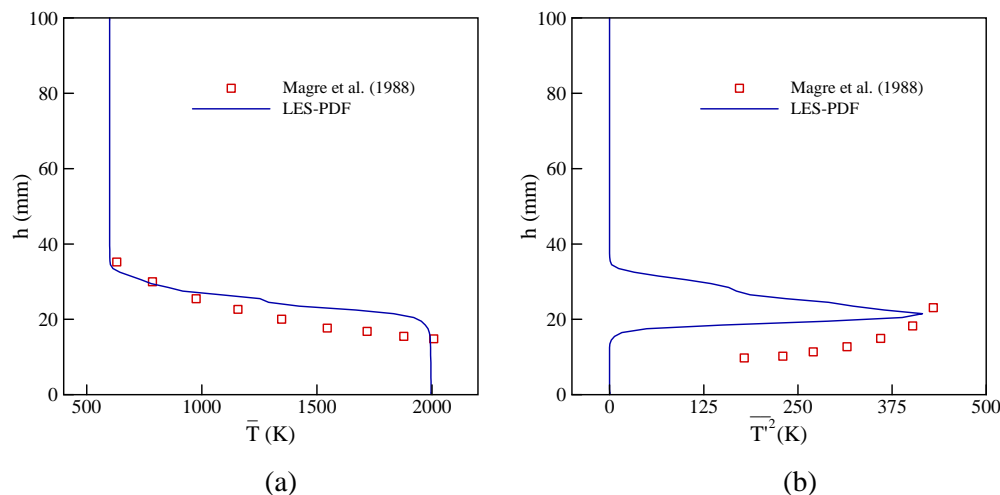 100
80
60
40
20
0
h (mm)
Magre et al. (1988)
LES-PDF
500
1000
1500
2000
T̅ (K)
(a)
100
80
60
40
20
0
h (mm)
Magre et al. (1988)
LES-PDF
0
125
250
375
500
T'² (K)
(b)